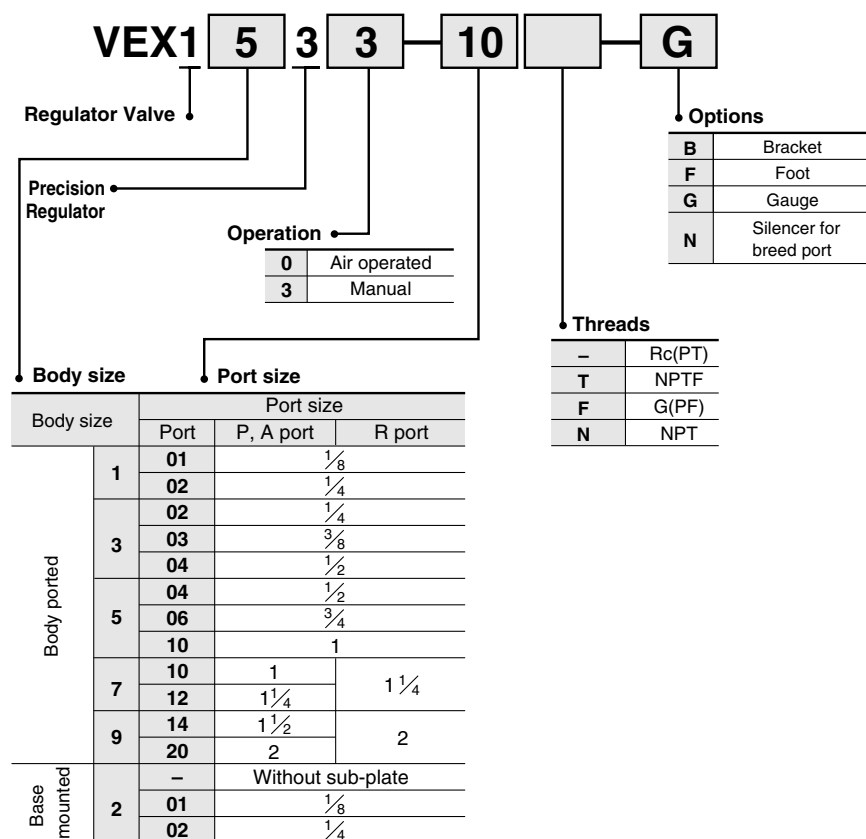 VEX1 5 3 3 — 10 — G
Regulator Valve
Precision
Regulator
Operation
0 Air operated
3 Manual
Options
B Bracket
F Foot
G Gauge
N Silencer for
breed port
Threads
– Rc(PT)
T NPTF
F G(PF)
N NPT
Body size
Port size
Body size Port size
Port P, A port R port
Body ported
1 01 1/8
02 1/4
3 02 1/4
03 3/8
04 1/2
5 04 1/2
06 3/4
10 1
7 10 1 1 1/4
12 1 1/4
9 14 1 1/2 2
20 2
Base
mounted
2 – Without sub-plate
01 1/8
02 1/4